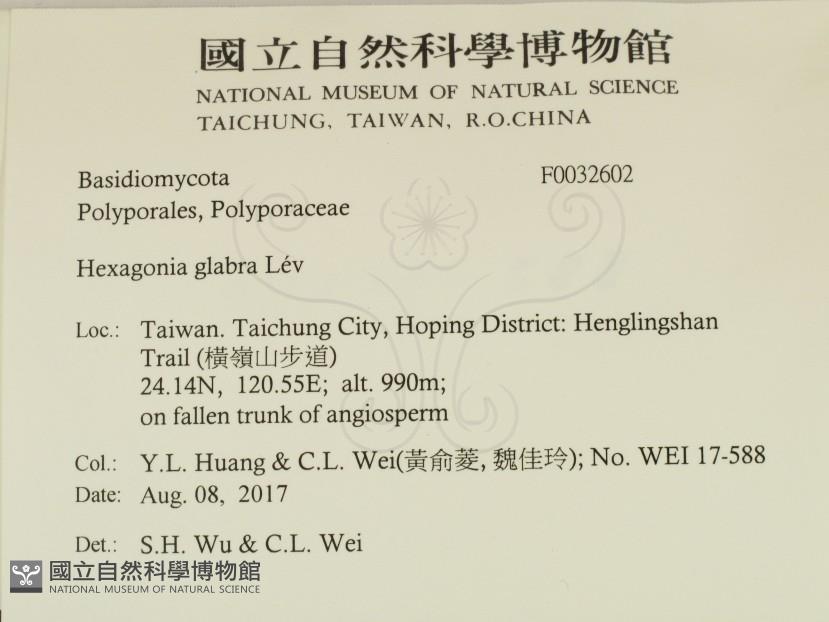 國立自然科學博物館
NATIONAL MUSEUM OF NATURAL SCIENCE
TAICHUNG, TAIWAN, R.O.CHINA
Basidiomycota F0032602
Polyporales, Polyporaceae
Hexagonia glabra Lév
Loc.: Taiwan. Taichung City, Hoping District: Henglingshan
Trail (橫嶺山步道)
24.14N, 120.55E; alt. 990m;
on fallen trunk of angiosperm
Col.: Y.L. Huang & C.L. Wei(黃俞菱, 魏佳玲); No. WEI 17-588
Date: Aug. 08, 2017
Det.: S.H. Wu & C.L. Wei
國立自然科學博物館
NATIONAL MUSEUM OF NATURAL SCIENCE